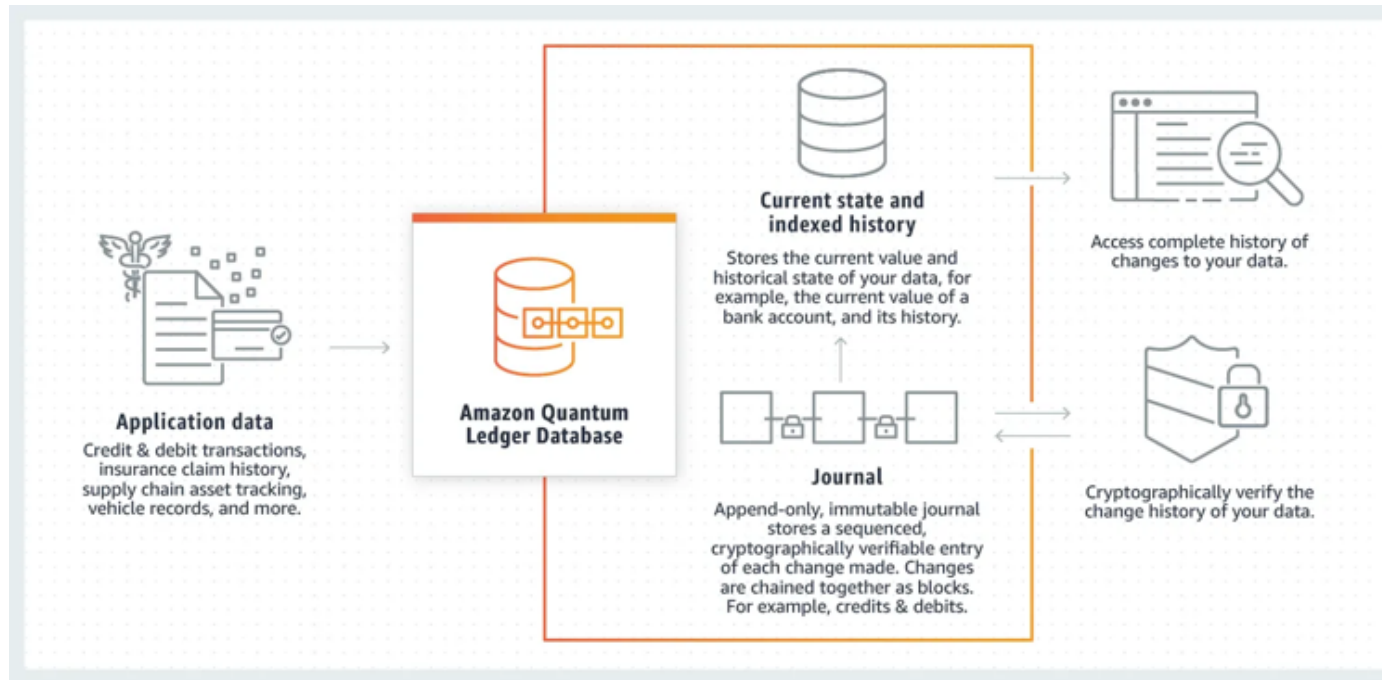 Application data
Credit & debit transactions,
insurance claim history,
supply chain asset tracking,
vehicle records, and more.
Amazon Quantum
Ledger Database
Current state and
indexed history
Stores the current value and
historical state of your data, for
example, the current value of a
bank account, and its history.
Journal
Append-only, immutable journal
stores a sequenced,
cryptographically verifiable entry
of each change made. Changes
are chained together as blocks.
For example, credits & debits.
Access complete history of
changes to your data.
Cryptographically verify the
change history of your data.